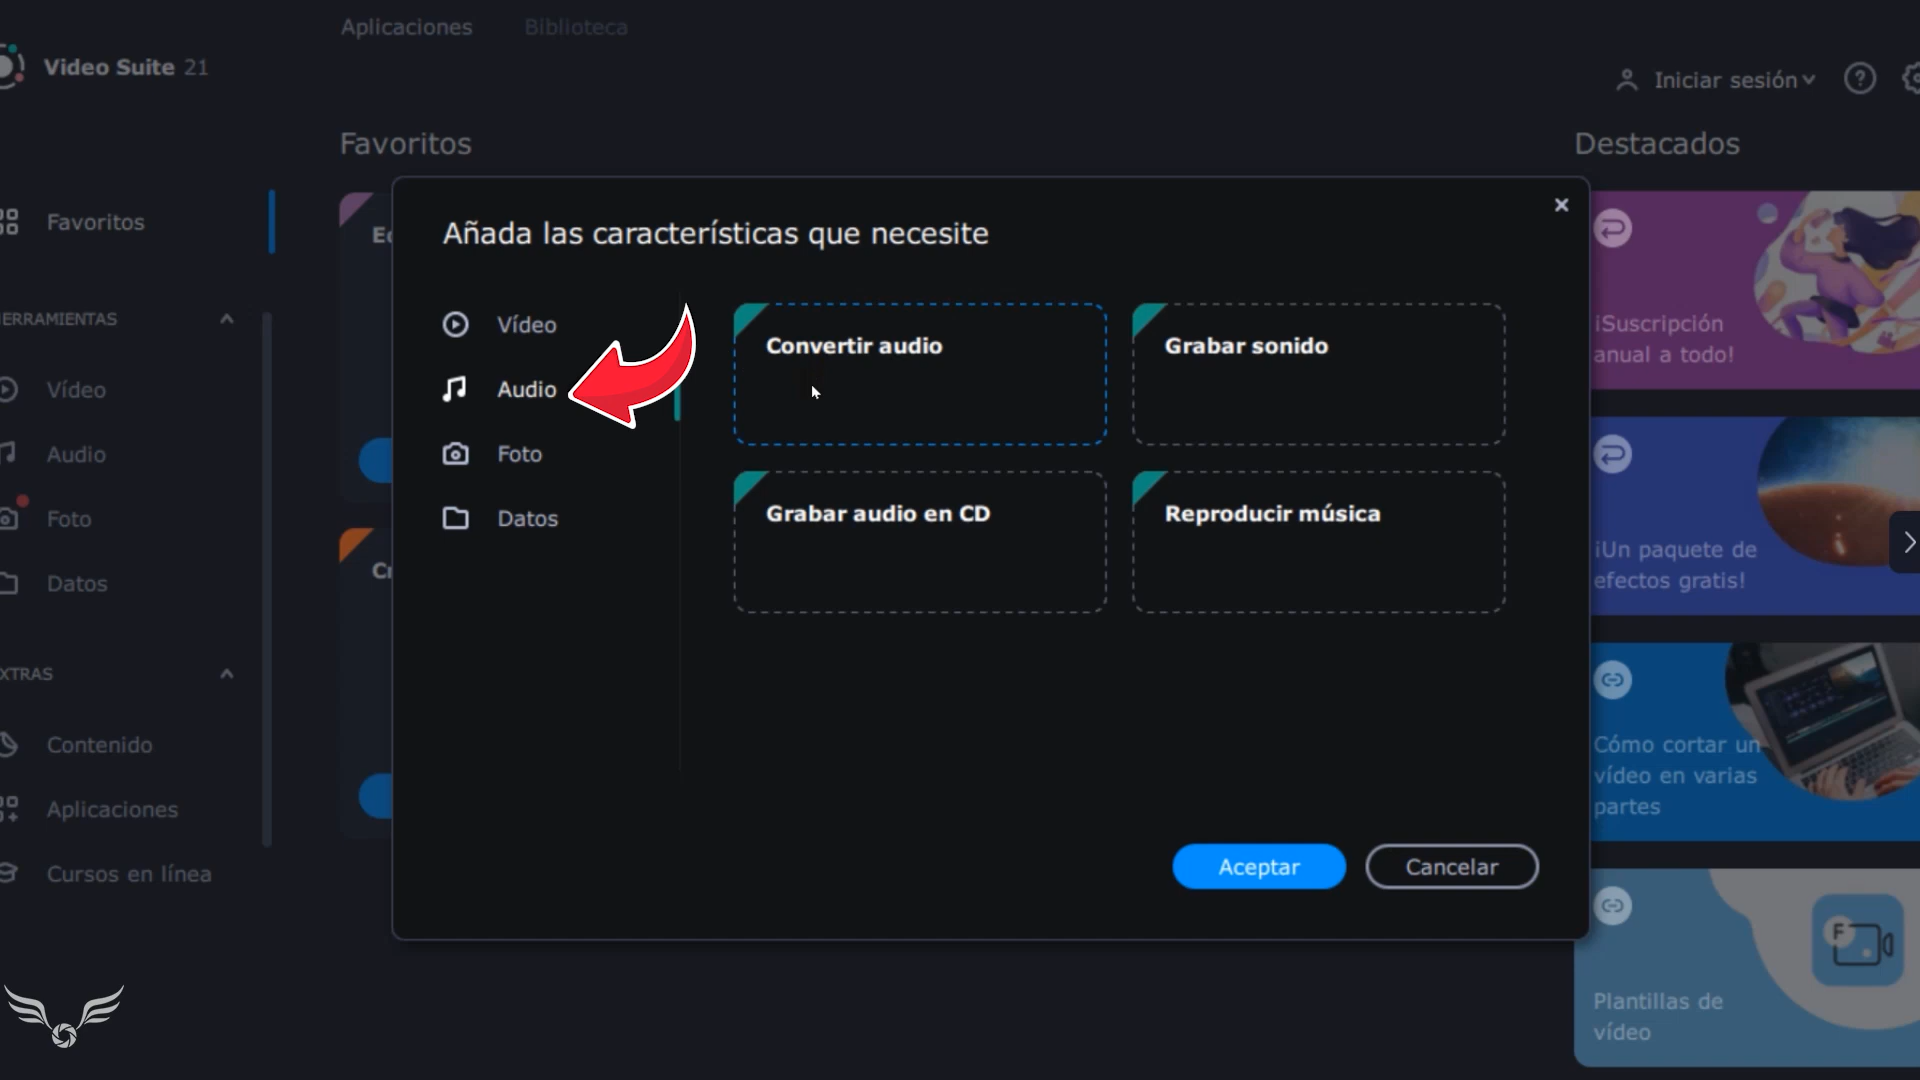 Aplicaciones
Biblioteca
Video Suite 21
Iniciar sesión
Favoritos
Destacados
Favoritos
ERRAMIENTAS
Vídeo
Audio
Foto
Datos
XTRAS
Contenido
Aplicaciones
Cursos en línea
Añada las características que necesite
Vídeo
Audio
Foto
Datos
Convertir audio
Grabar sonido
Grabar audio en CD
Reproducir música
Aceptar
Cancelar
¡Suscripción
anual a todo!
¡Un paquete de
efectos gratis!
Cómo cortar un
vídeo en varias
partes
F
Plantillas de
vídeo